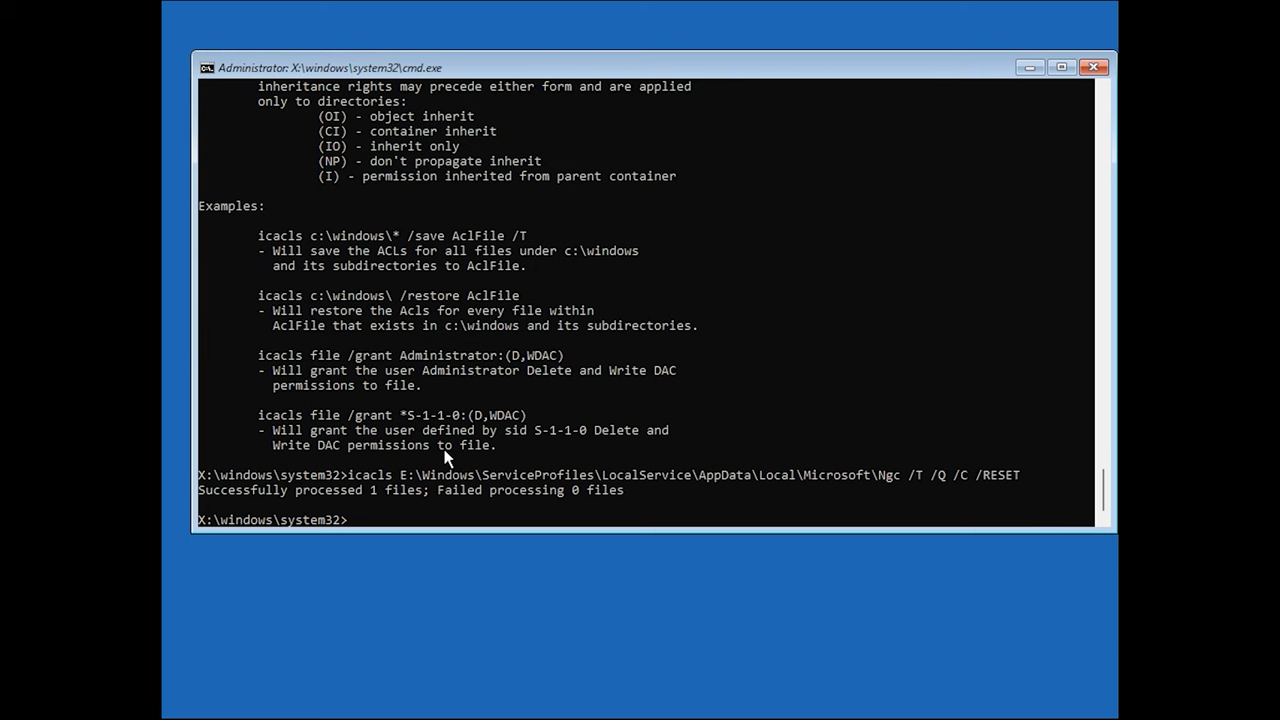 Administrator: X:\windows\system32\cmd.exe
inheritance rights may precede either form and are applied
only to directories:
(OI) - object inherit
(CI) - container inherit
(IO) - inherit only
(NP) - don't propagate inherit
(I) - permission inherited from parent container
Examples:
icacls c:\windows\* /save AclFile /T
- Will save the ACLs for all files under c:\windows
and its subdirectories to AclFile.
icacls c:\windows\ /restore AclFile
- Will restore the Acls for every file within
AclFile that exists in c:\windows and its subdirectories.
icacls file /grant Administrator:(D,WDAC)
- Will grant the user Administrator Delete and Write DAC
permissions to file.
icacls file /grant *S-1-1-0:(D,WDAC)
- Will grant the user defined by sid S-1-1-0 Delete and
Write DAC permissions to file.
X:\windows\system32>icacls E:\Windows\ServiceProfiles\LocalService\AppData\Local\Microsoft\Ngc /T /Q /C /RESET
Successfully processed 1 files; Failed processing 0 files
X:\windows\system32>